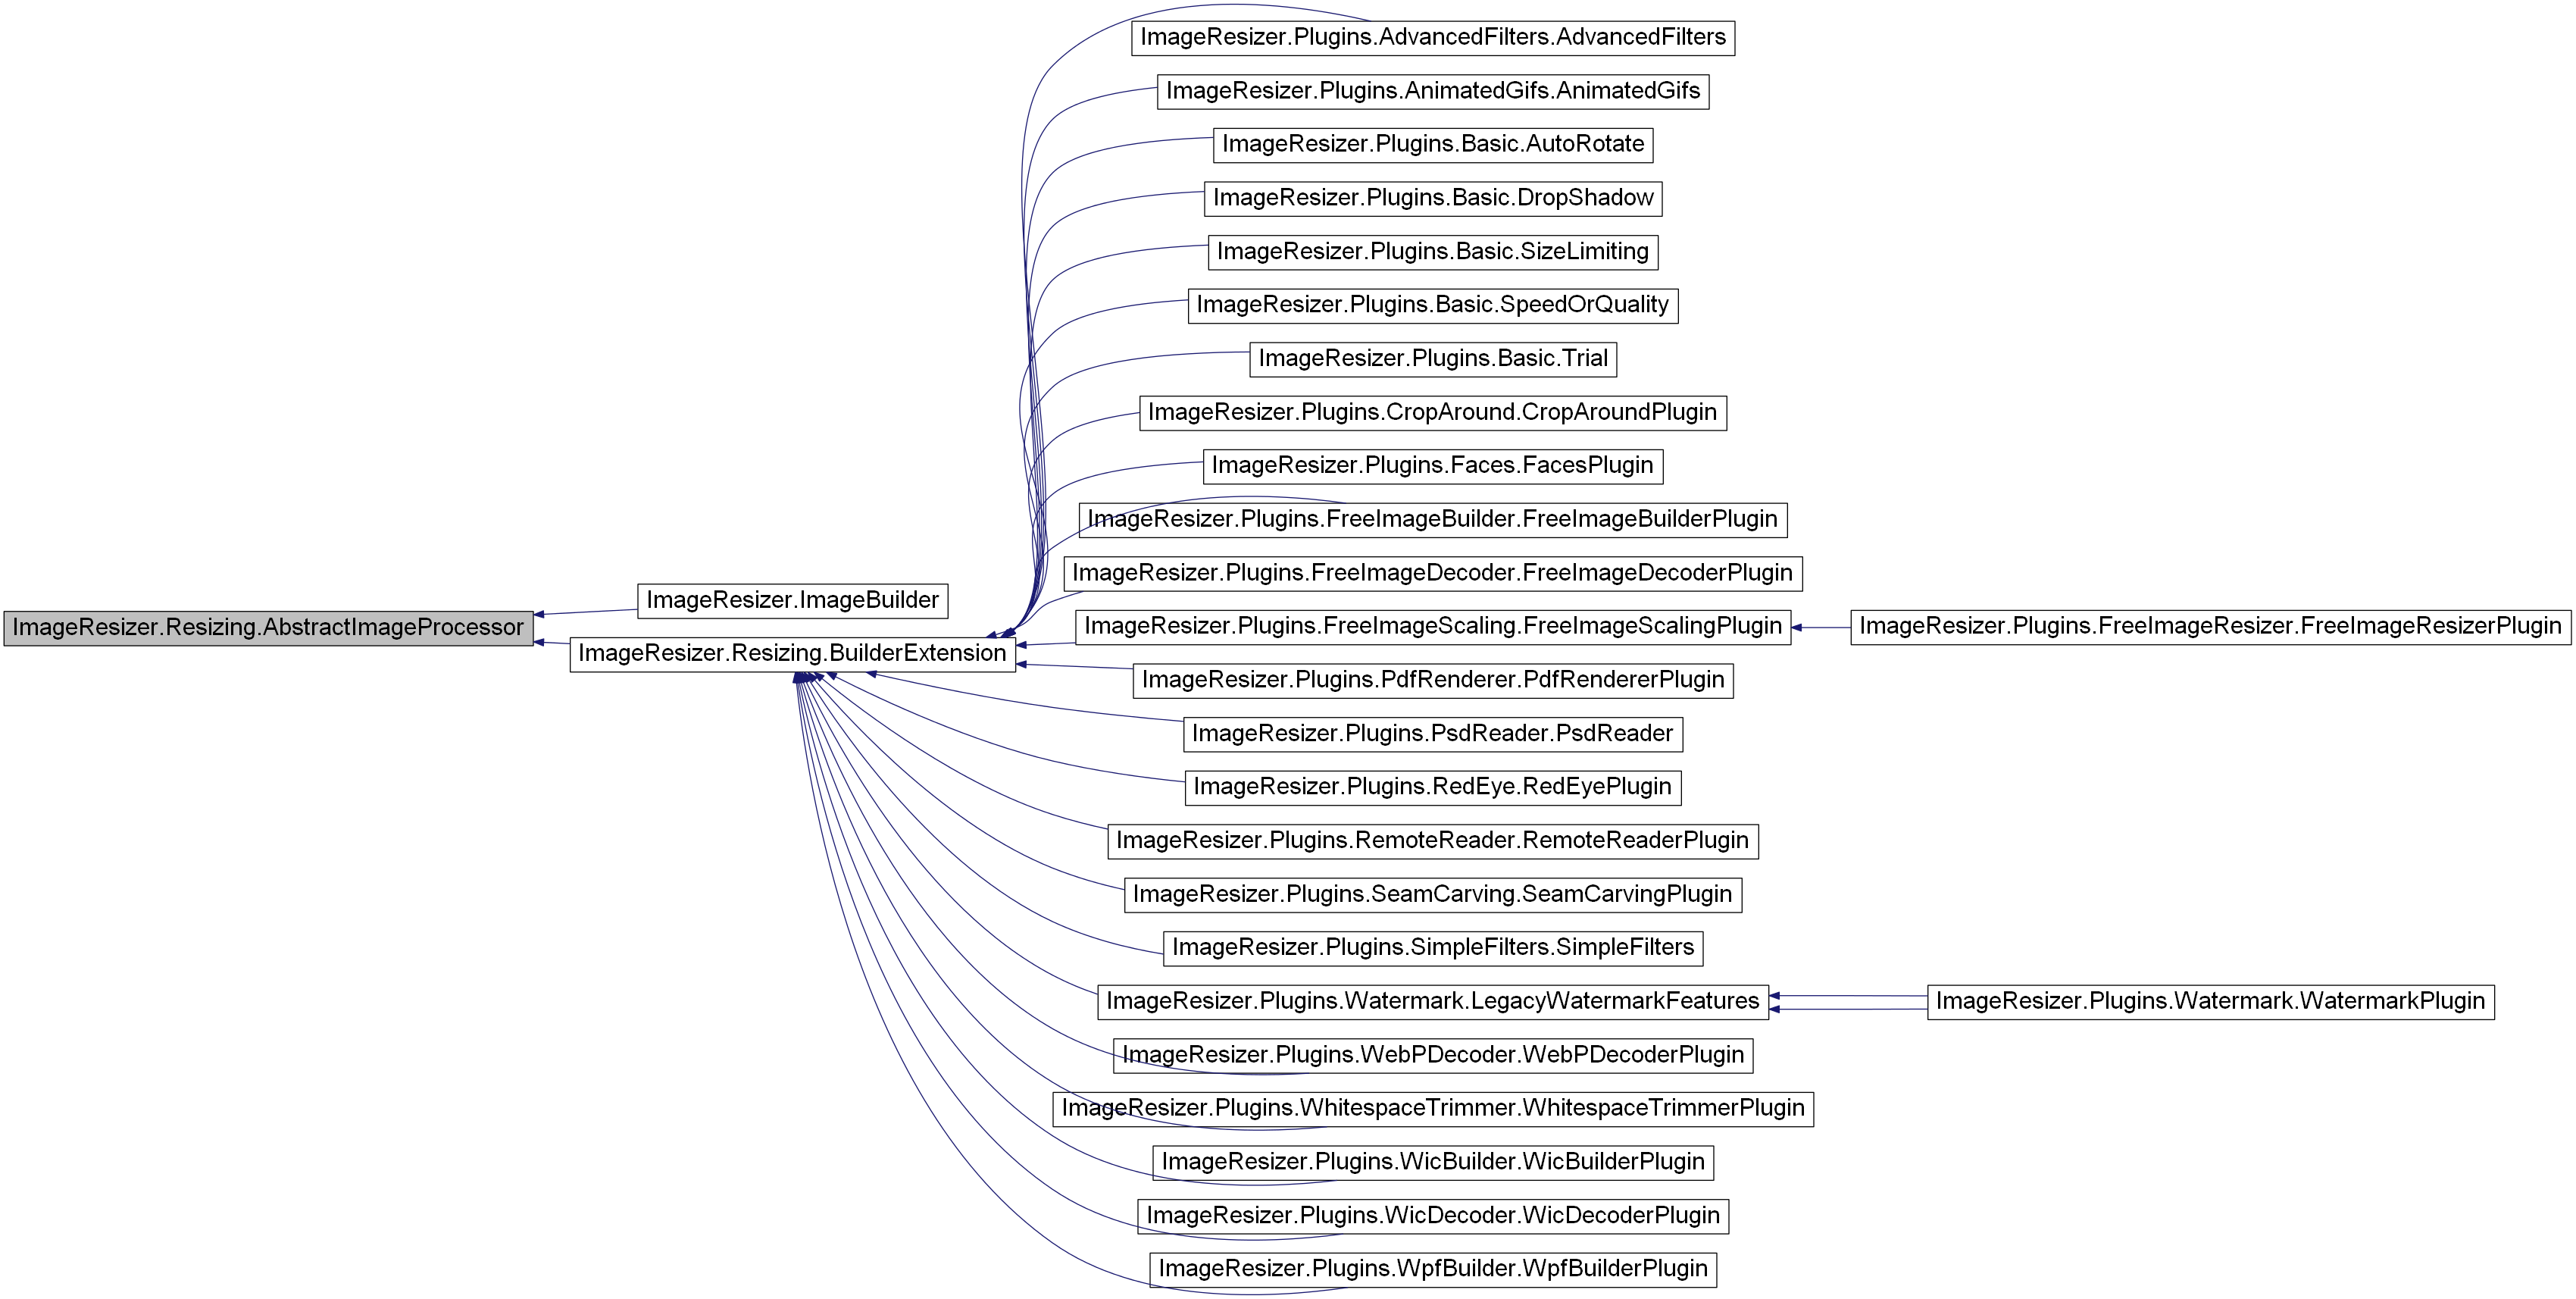 ImageResizer.Resizing.AbstractImageProcessor
ImageResizer.ImageBuilder
ImageResizer.Resizing.BuilderExtension
ImageResizer.Plugins.AdvancedFilters.AdvancedFilters
ImageResizer.Plugins.AnimatedGifs.AnimatedGifs
ImageResizer.Plugins.Basic.AutoRotate
ImageResizer.Plugins.Basic.DropShadow
ImageResizer.Plugins.Basic.SizeLimiting
ImageResizer.Plugins.Basic.SpeedOrQuality
ImageResizer.Plugins.Basic.Trial
ImageResizer.Plugins.CropAround.CropAroundPlugin
ImageResizer.Plugins.Faces.FacesPlugin
ImageResizer.Plugins.FreeImageBuilder.FreeImageBuilderPlugin
ImageResizer.Plugins.FreeImageDecoder.FreeImageDecoderPlugin
ImageResizer.Plugins.FreeImageScaling.FreeImageScalingPlugin
ImageResizer.Plugins.FreeImageResizer.FreeImageResizerPlugin
ImageResizer.Plugins.PdfRenderer.PdfRendererPlugin
ImageResizer.Plugins.PsdReader.PsdReader
ImageResizer.Plugins.RedEye.RedEyePlugin
ImageResizer.Plugins.RemoteReader.RemoteReaderPlugin
ImageResizer.Plugins.SeamCarving.SeamCarvingPlugin
ImageResizer.Plugins.SimpleFilters.SimpleFilters
ImageResizer.Plugins.Watermark.LegacyWatermarkFeatures
ImageResizer.Plugins.Watermark.WatermarkPlugin
ImageResizer.Plugins.WebPDecoder.WebPDecoderPlugin
ImageResizer.Plugins.WhitespaceTrimmer.WhitespaceTrimmerPlugin
ImageResizer.Plugins.WicBuilder.WicBuilderPlugin
ImageResizer.Plugins.WicDecoder.WicDecoderPlugin
ImageResizer.Plugins.WpfBuilder.WpfBuilderPlugin